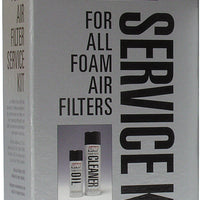 AIR
FILTER
SERVICE
KIT
FOR
ALL
FOAM
AIR
FILTERS
SERVICE K
OIL
CLEANER